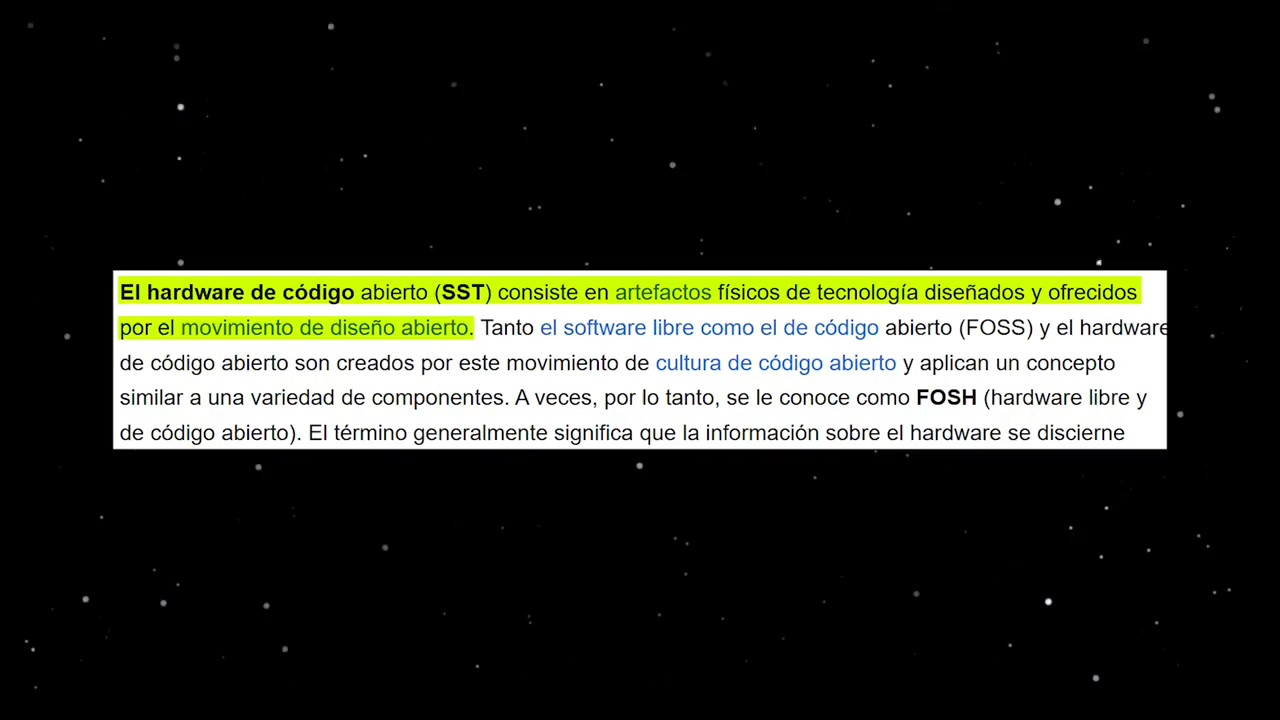 El hardware de código abierto (SST) consiste en artefactos físicos de tecnología diseñados y ofrecidos
por el movimiento de diseño abierto. Tanto el software libre como el de código abierto (FOSS) y el hardware
de código abierto son creados por este movimiento de cultura de código abierto y aplican un concepto
similar a una variedad de componentes. A veces, por lo tanto, se le conoce como FOSH (hardware libre y
de código abierto). El término generalmente significa que la información sobre el hardware se discierne